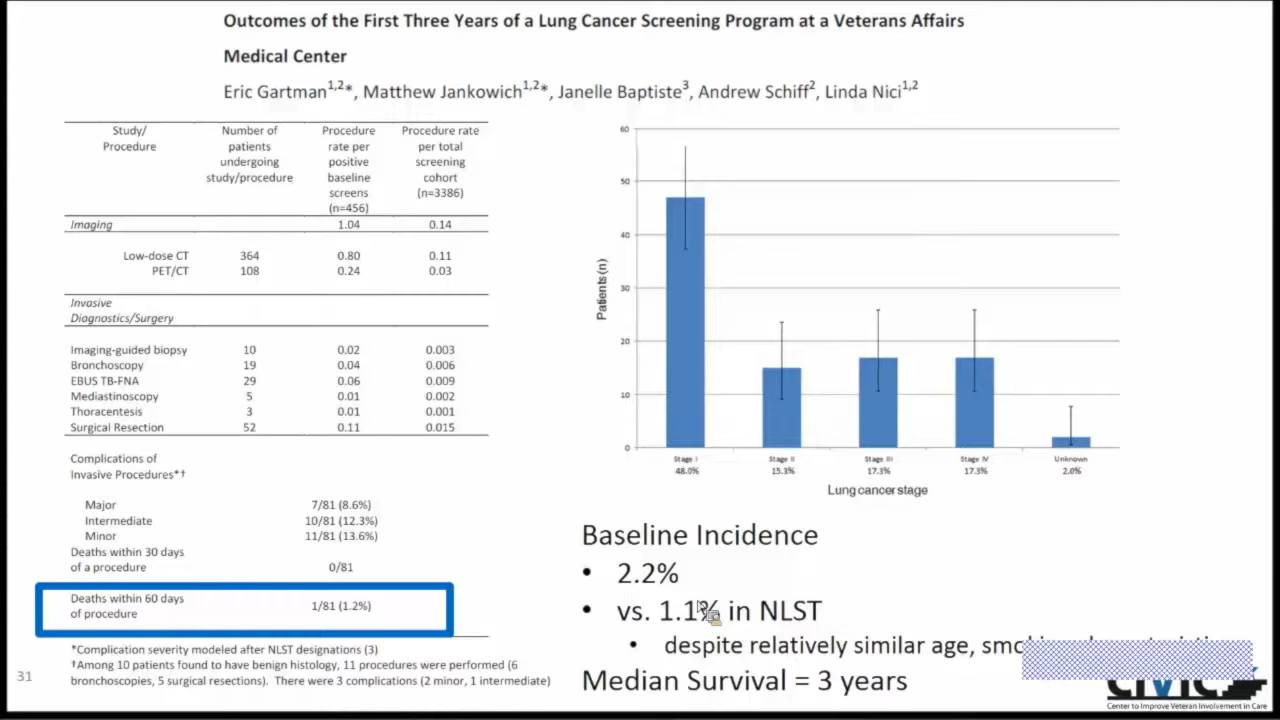 Outcomes of the First Three Years of a Lung Cancer Screening Program at a Veterans Affairs
Medical Center
Eric Gartman1,2*, Matthew Jankowich1,2*, Janelle Baptiste3, Andrew Schiff2, Linda Nici1,2
Study/ Procedure Number of patients undergoing study/procedure Procedure rate per positive baseline screens (n=456) Procedure rate per total screening cohort (n=3386)
Imaging 1.04 0.14
Low-dose CT 364 0.80 0.11
PET/CT 108 0.24 0.03
Invasive
Diagnostics/Surgery
Imaging-guided biopsy 10 0.02 0.003
Bronchoscopy 19 0.04 0.006
EBUS TB-FNA 29 0.06 0.009
Mediastinoscopy 5 0.01 0.002
Thoracentesis 3 0.01 0.001
Surgical Resection 52 0.11 0.015
Complications of
Invasive Procedures*†
Major 7/81 (8.6%)
Intermediate 10/81 (12.3%)
Minor 11/81 (13.6%)
Deaths within 30 days
of a procedure 0/81
Deaths within 60 days
of procedure 1/81 (1.2%)
*Complication severity modeled after NLST designations (3)
†Among 10 patients found to have benign histology, 11 procedures were performed (6
bronchoscopies, 5 surgical resections). There were 3 complications (2 minor, 1 intermediate)
31
60
50
40
30
20
10
0
Patients (n)
Stage I Stage II Stage III Stage IV Unknown
48.0% 15.3% 17.3% 17.3% 2.0%
Lung cancer stage
Baseline Incidence
• 2.2%
• vs. 1.1% in NLST
• despite relatively similar age,
Median Survival = 3 years
CIVIC
Center to Improve Veteran Involvement in Care